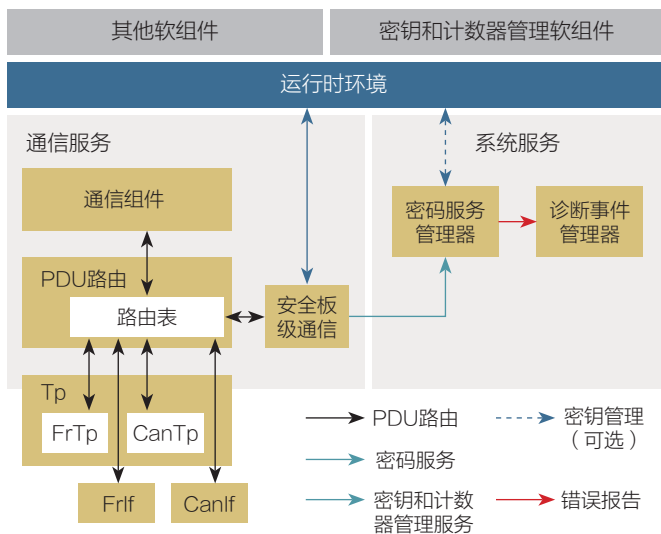 其他软组件
密钥和计数器管理软组件
运行时环境
通信服务
系统服务
通信组件
密码服务
管理器
诊断事件
管理器
PDU路由
路由表
安全板
级通信
Tp
FrTp
CanTp
FrIf
CanIf
PDU路由
密钥管理
（可选）
密码服务
密钥和计数
器管理服务
错误报告